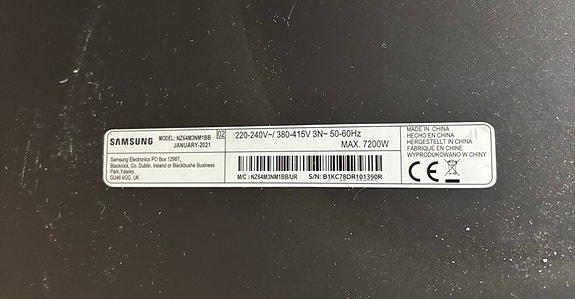 SAMSUNG
MODEL: NZ64M3NM1BB
JANUARY-2021
02
Samsung Electronics PO Box 12987,
Blackrock, Co. Dublin. Ireland or Blackbushe Business
Park,Yateley.
GU46 6GG. UK
220-240V~/ 380-415V 3N~ 50-60Hz
MAX. 7200W
M/C : NZ64M3NM1BB/UR
S/N: B1KC78DR101390R
MADE IN CHINA
HECHO EN CHINA
HERGESTELLT IN CHINA
FABRIQUÉ EN CHINE
WYPRODUKOWANO W CHINY
CE